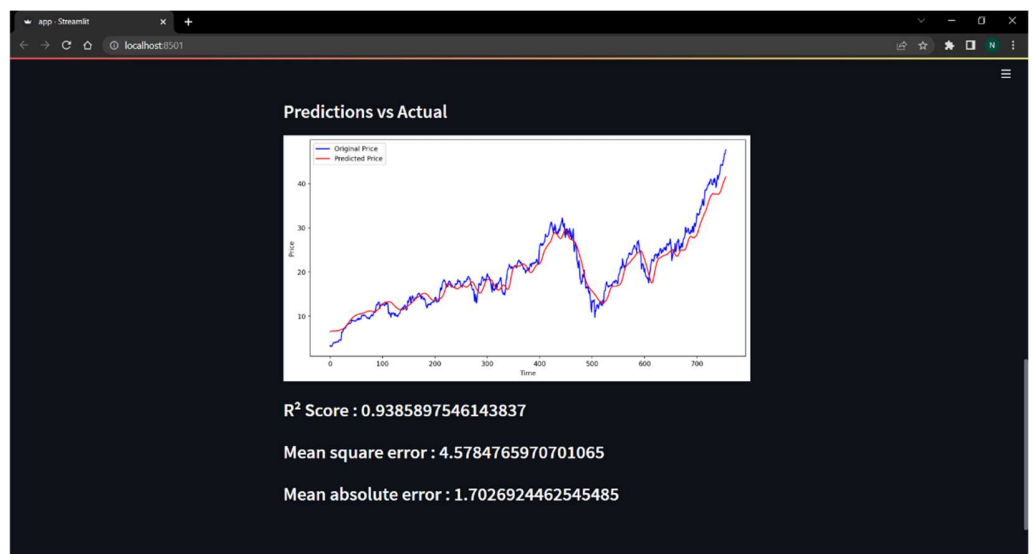 app · Streamlit
localhost:8501
N
Predictions vs Actual
Original Price
Predicted Price
40
30
20
10
Price
0 100 200 300 400 500 600 700
Time
R² Score : 0.9385897546143837
Mean square error : 4.5784765970701065
Mean absolute error : 1.7026924462545485